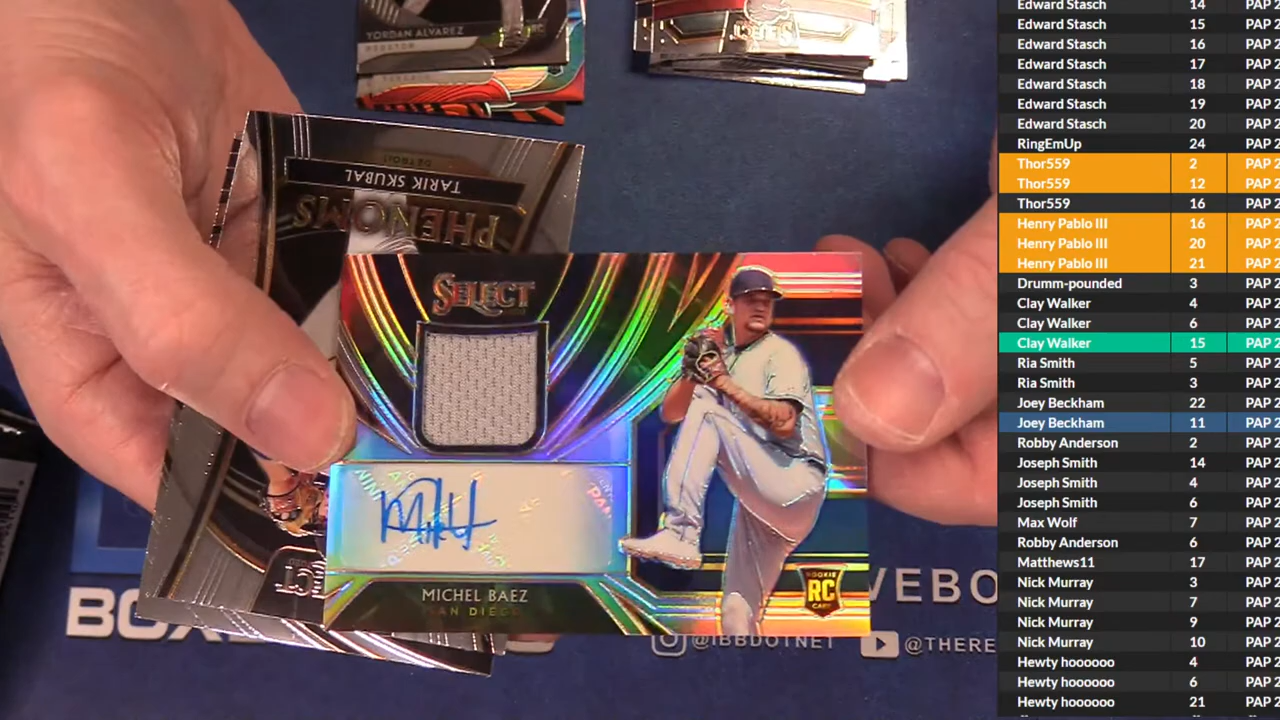 YORDAN ALVAREZ
HOUSTON
SELECT
DETROIT
TARIK SKUBAL
PHENOMS
SELECT
MICHEL BAEZ
SAN DIEGO
ROOKIE
RC
CARD
@IBBDOTNET
@THERE
Edward Stasch 14 PAP 2
Edward Stasch 15 PAP 2
Edward Stasch 16 PAP 2
Edward Stasch 17 PAP 2
Edward Stasch 18 PAP 2
Edward Stasch 19 PAP 2
Edward Stasch 20 PAP 2
RingEmUp 24 PAP 2
Thor559 2 PAP 2
Thor559 12 PAP 2
Thor559 16 PAP 2
Henry Pablo III 16 PAP 2
Henry Pablo III 20 PAP 2
Henry Pablo III 21 PAP 2
Drumm-pounded 3 PAP 2
Clay Walker 4 PAP 2
Clay Walker 6 PAP 2
Clay Walker 15 PAP 2
Ria Smith 5 PAP 2
Ria Smith 3 PAP 2
Joey Beckham 22 PAP 2
Joey Beckham 11 PAP 2
Robby Anderson 2 PAP 2
Joseph Smith 14 PAP 2
Joseph Smith 4 PAP 2
Joseph Smith 6 PAP 2
Max Wolf 7 PAP 2
Robby Anderson 6 PAP 2
Matthews11 17 PAP 2
Nick Murray 3 PAP 2
Nick Murray 7 PAP 2
Nick Murray 9 PAP 2
Nick Murray 10 PAP 2
Hewty hoooooo 4 PAP 2
Hewty hoooooo 6 PAP 2
Hewty hoooooo 21 PAP 2